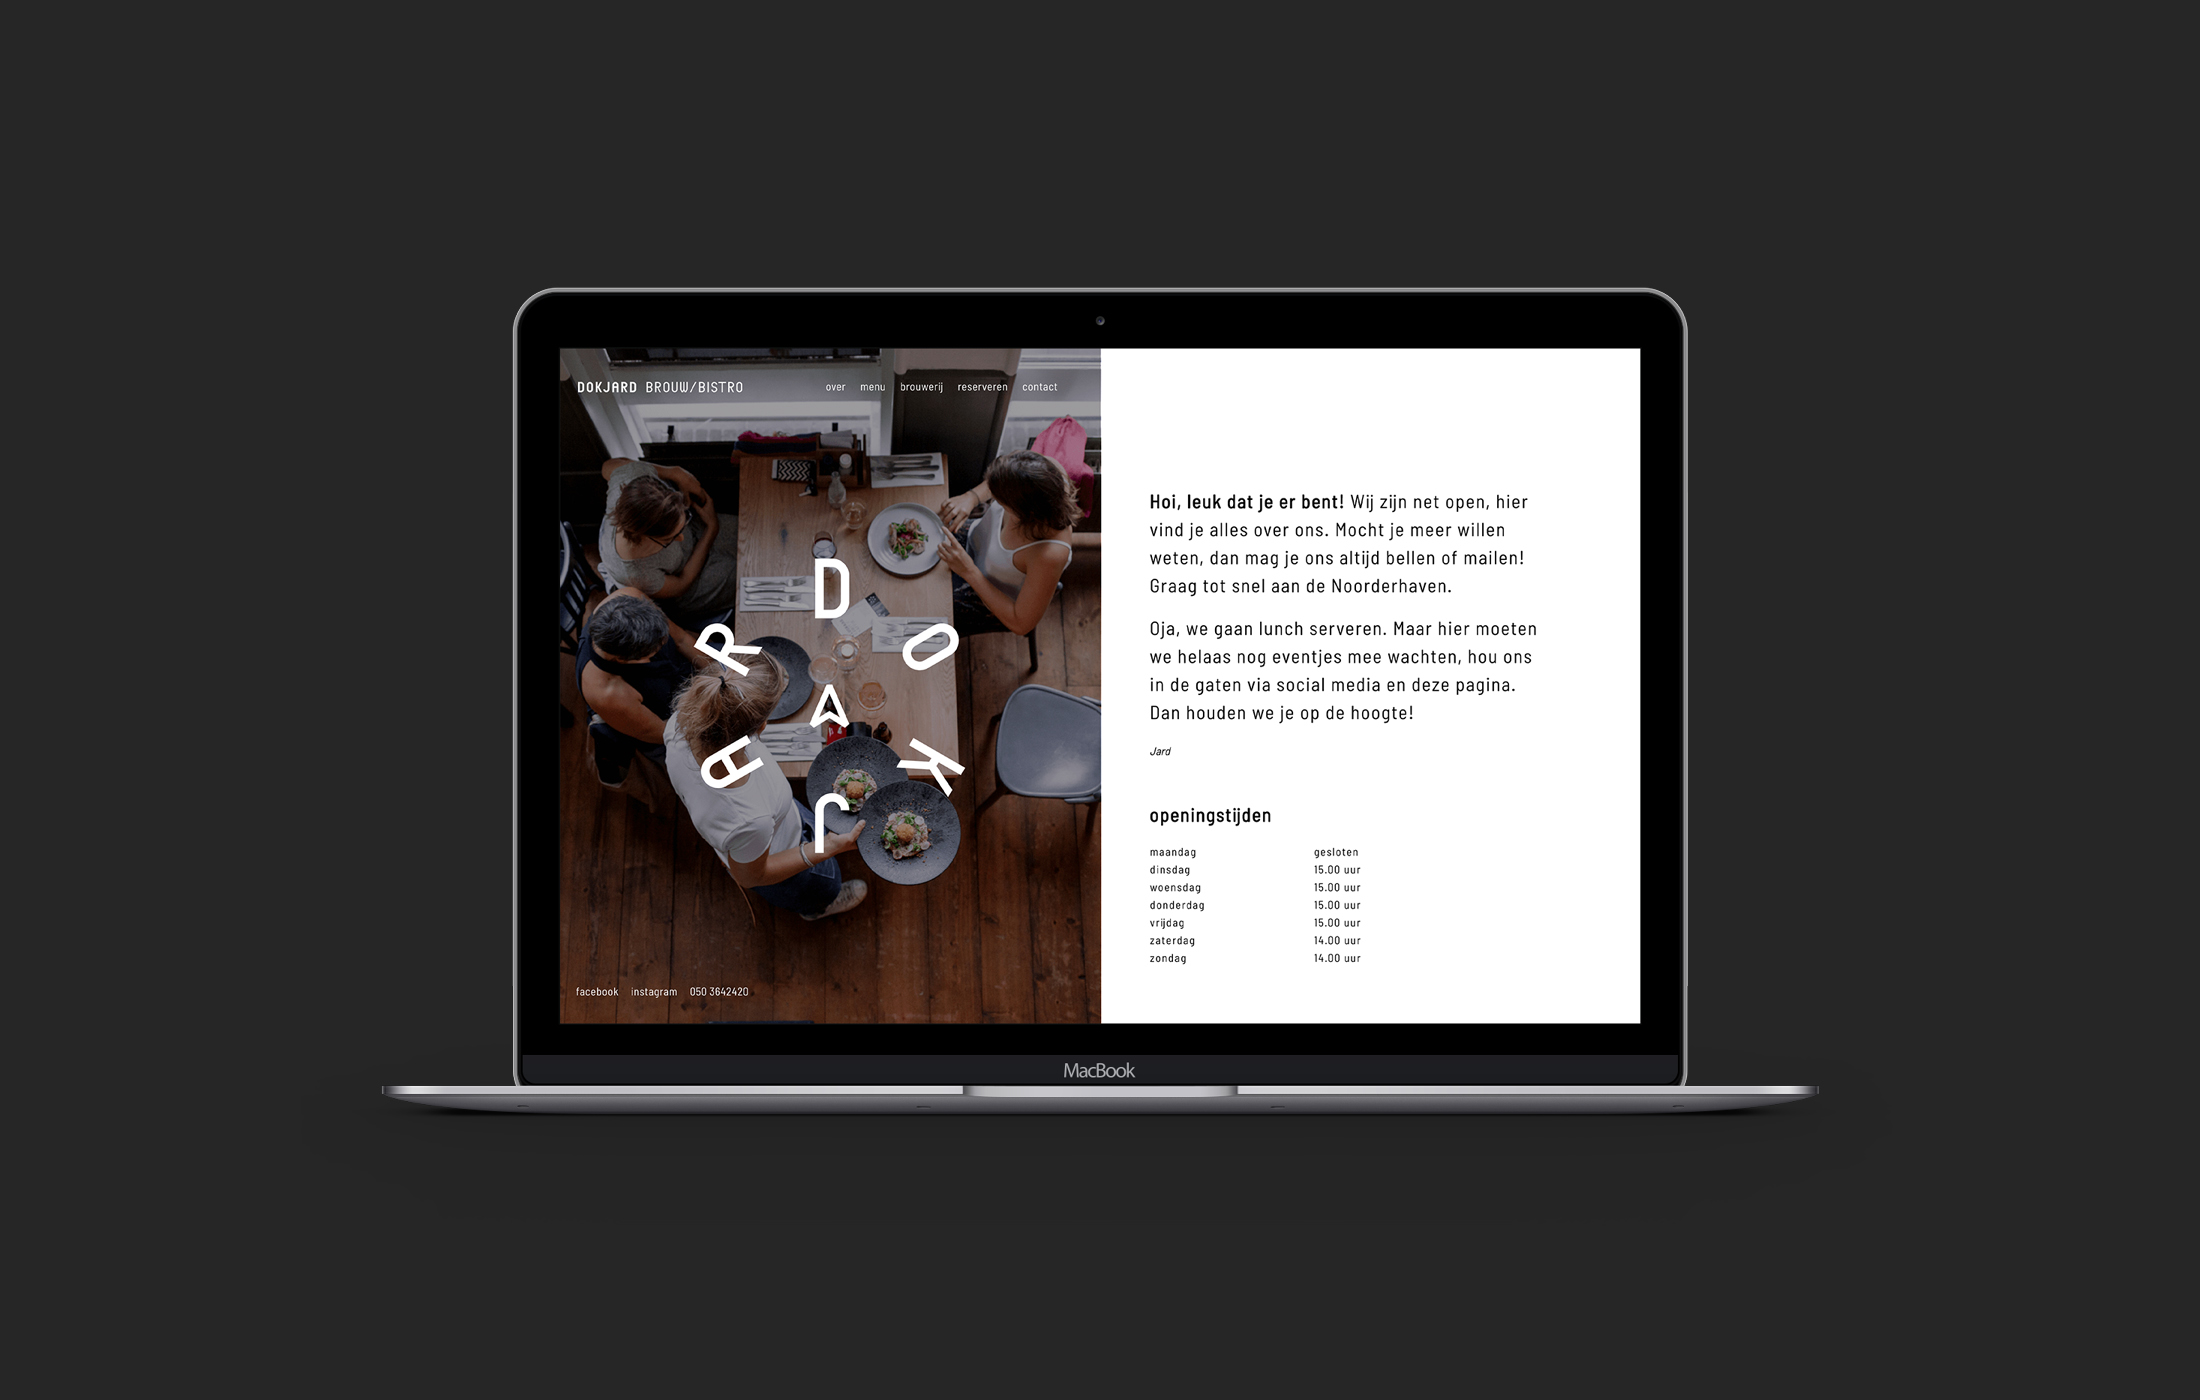 DOKJARD BROUW/BISTRO
over menu brouwerij reserveren contact
DOKJARD
facebook instagram 050 3642420
Hoi, leuk dat je er bent! Wij zijn net open, hier
vind je alles over ons. Mocht je meer willen
weten, dan mag je ons altijd bellen of mailen!
Graag tot snel aan de Noorderhaven.
Oja, we gaan lunch serveren. Maar hier moeten
we helaas nog eventjes mee wachten, hou ons
in de gaten via social media en deze pagina.
Dan houden we je op de hoogte!
Jard
openingstijden
maandag gesloten
dinsdag 15.00 uur
woensdag 15.00 uur
donderdag 15.00 uur
vrijdag 15.00 uur
zaterdag 14.00 uur
zondag 14.00 uur
MacBook